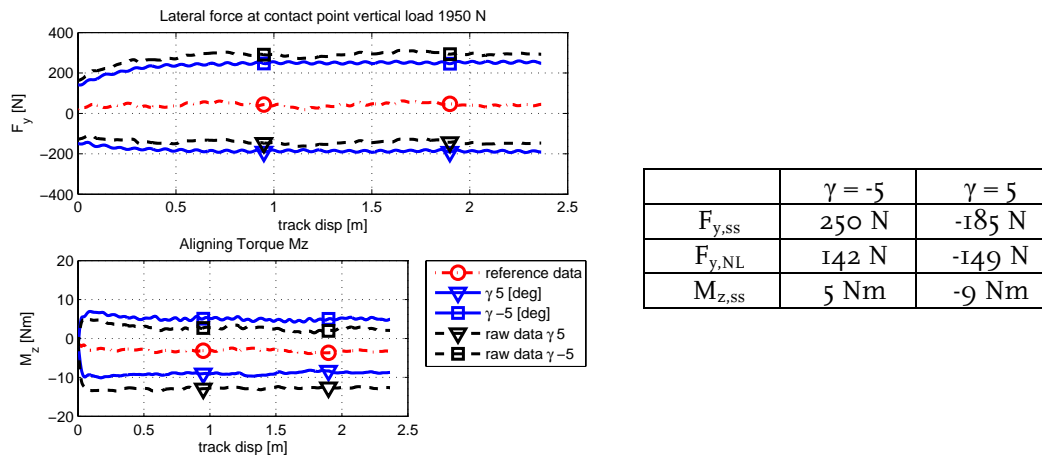 Lateral force at contact point vertical load 1950 N
400
200
0
−200
−400
F_y [N]
0 0.5 1 1.5 2 2.5
track disp [m]
Aligning Torque Mz
20
10
0
−10
−20
M_z [Nm]
0 0.5 1 1.5 2 2.5
track disp [m]
reference data
γ 5 [deg]
γ −5 [deg]
raw data γ 5
raw data γ −5
γ = -5 γ = 5
F_y,ss 250 N -185 N
F_y,NL 142 N -149 N
M_z,ss 5 Nm -9 Nm